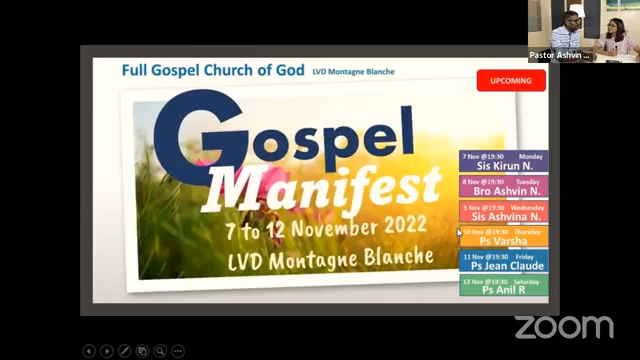 Pastor Ashvin ...
Full Gospel Church of God LVD Montagne Blanche
UPCOMING
Gospel
Manifest
7 to 12 November 2022
LVD Montagne Blanche
7 Nov @19:30 Monday
Sis Kirun N.
8 Nov @19:30 Tuesday
Bro Ashvin N.
9 Nov @19:30 Wednesday
Sis Ashvina N.
10 Nov @19:30 Thursday
Ps Varsha
11 Nov @19:30 Friday
Ps Jean Claude
12 Nov @19:30 Saturday
Ps Anil R
zoom